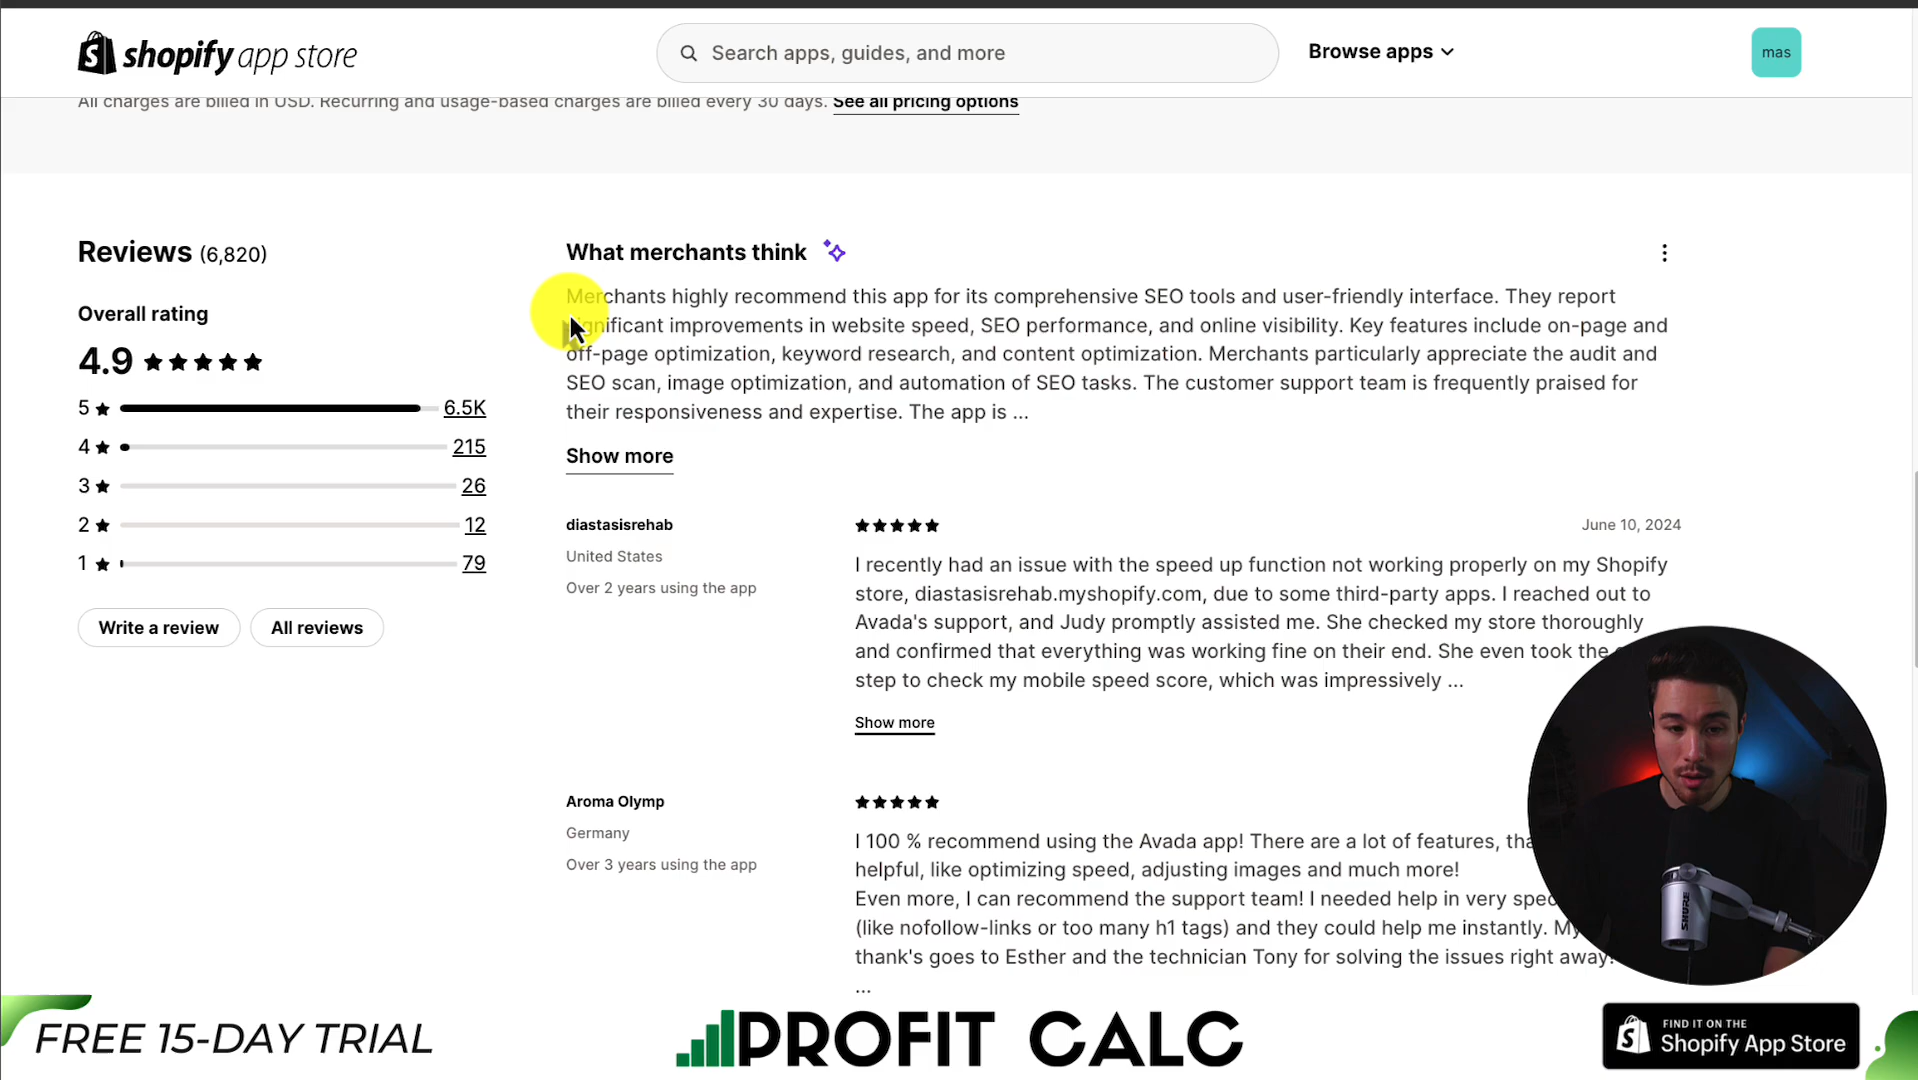 shopify app store
Search apps, guides, and more
Browse apps
mas
All charges are billed in USD. Recurring and usage-based charges are billed every 30 days. See all pricing options
Reviews (6,820)
Overall rating
4.9
5 6.5K
4 215
3 26
2 12
1 79
Write a review
All reviews
What merchants think
Merchants highly recommend this app for its comprehensive SEO tools and user-friendly interface. They report
significant improvements in website speed, SEO performance, and online visibility. Key features include on-page and
off-page optimization, keyword research, and content optimization. Merchants particularly appreciate the audit and
SEO scan, image optimization, and automation of SEO tasks. The customer support team is frequently praised for
their responsiveness and expertise. The app is ...
Show more
diastasisrehab
United States
Over 2 years using the app
June 10, 2024
I recently had an issue with the speed up function not working properly on my Shopify
store, diastasisrehab.myshopify.com, due to some third-party apps. I reached out to
Avada's support, and Judy promptly assisted me. She checked my store thoroughly
and confirmed that everything was working fine on their end. She even took the
step to check my mobile speed score, which was impressively ...
Show more
Aroma Olymp
Germany
Over 3 years using the app
I 100 % recommend using the Avada app! There are a lot of features,
helpful, like optimizing speed, adjusting images and much more!
Even more, I can recommend the support team! I needed help in very
(like nofollow-links or too many h1 tags) and they could help me instantly.
thank's goes to Esther and the technician Tony for solving the issues right away!
...
SHURE
FREE 15-DAY TRIAL
PROFIT CALC
FIND IT ON THE
Shopify App Store